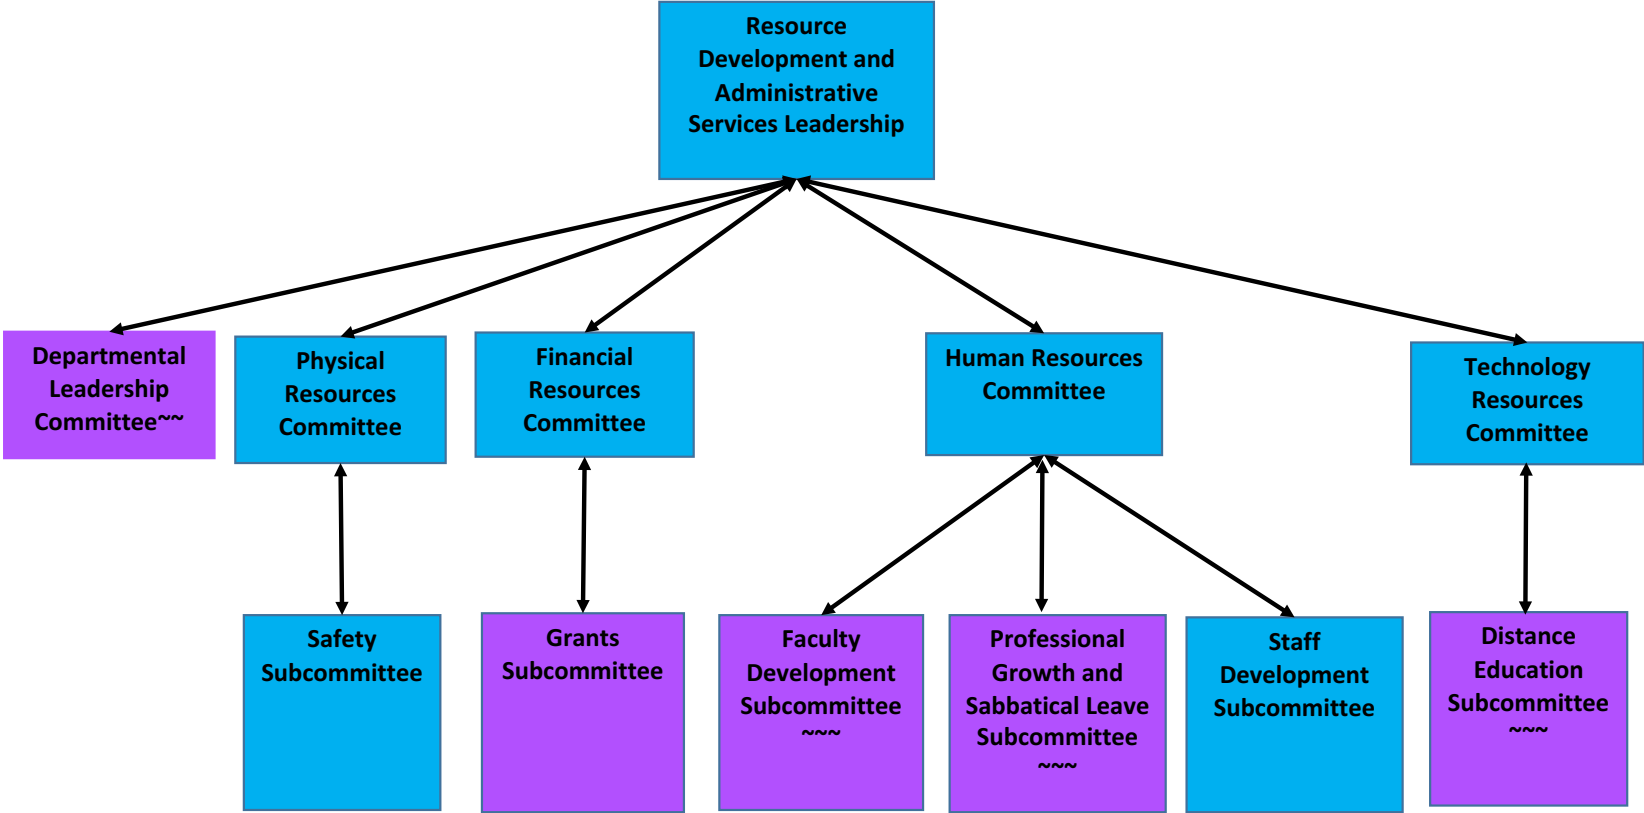 Resource
Development and
Administrative
Services Leadership
Departmental
Leadership
Committee~~
Physical
Resources
Committee
Financial
Resources
Committee
Human Resources
Committee
Technology
Resources
Committee
Safety
Subcommittee
Grants
Subcommittee
Faculty
Development
Subcommittee
~~~
Professional
Growth and
Sabbatical Leave
Subcommittee
~~~
Staff
Development
Subcommittee
Distance
Education
Subcommittee
~~~